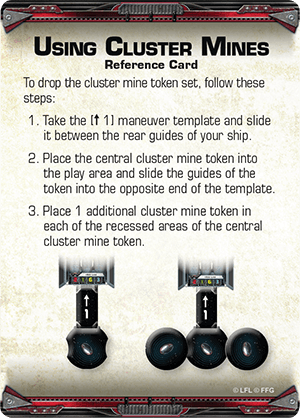 USING CLUSTER MINES
Reference Card
To drop the cluster mine token set, follow these
steps:
1. Take the [↑ 1] maneuver template and slide
it between the rear guides of your ship.
2. Place the central cluster mine token into
the play area and slide the guides of the
token into the opposite end of the template.
3. Place 1 additional cluster mine token in
each of the recessed areas of the central
cluster mine token.
1 1
© LFL © FFG